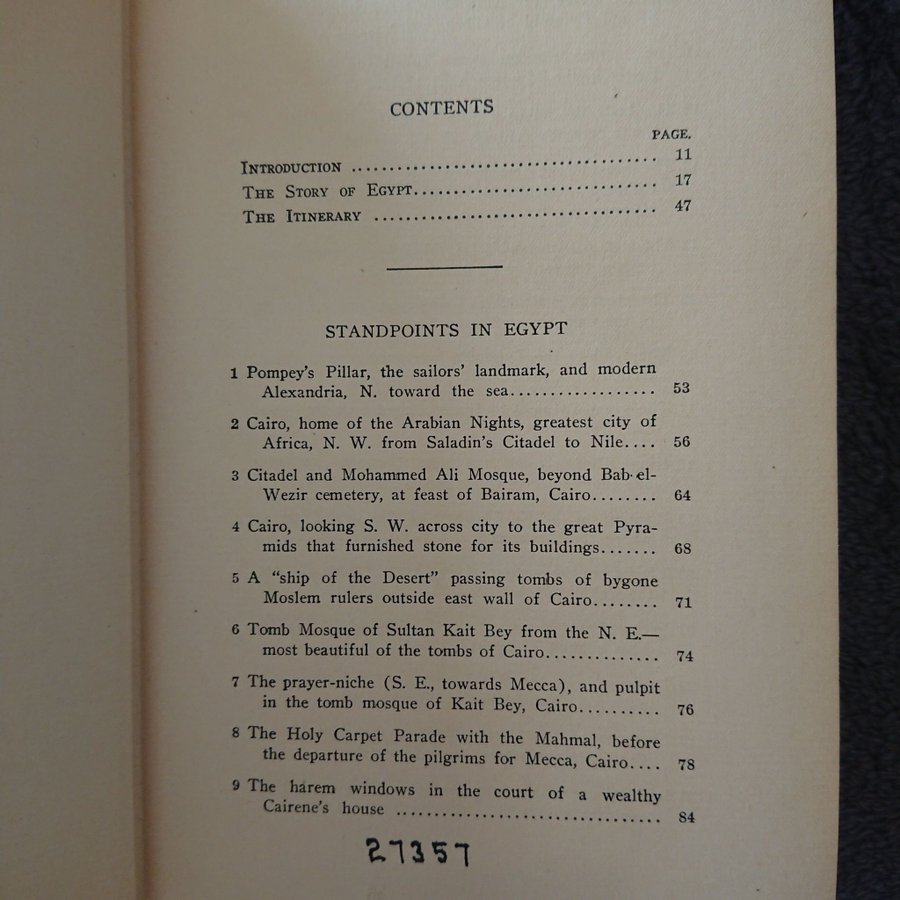 CONTENTS
PAGE.
INTRODUCTION ..................................... 11
THE STORY OF EGYPT............................. 17
THE ITINERARY .................................. 47
STANDPOINTS IN EGYPT
1 Pompey's Pillar, the sailors' landmark, and modern
Alexandria, N. toward the sea.................. 53
2 Cairo, home of the Arabian Nights, greatest city of
Africa, N. W. from Saladin's Citadel to Nile.... 56
3 Citadel and Mohammed Ali Mosque, beyond Bab-el-
Wezir cemetery, at feast of Bairam, Cairo........ 64
4 Cairo, looking S. W. across city to the great Pyra-
mids that furnished stone for its buildings....... 68
5 A "ship of the Desert" passing tombs of bygone
Moslem rulers outside east wall of Cairo........ 71
6 Tomb Mosque of Sultan Kait Bey from the N. E.—
most beautiful of the tombs of Cairo.............. 74
7 The prayer-niche (S. E., towards Mecca), and pulpit
in the tomb mosque of Kait Bey, Cairo.......... 76
8 The Holy Carpet Parade with the Mahmal, before
the departure of the pilgrims for Mecca, Cairo.... 78
9 The harem windows in the court of a wealthy
Cairene's house ................................ 84
27357